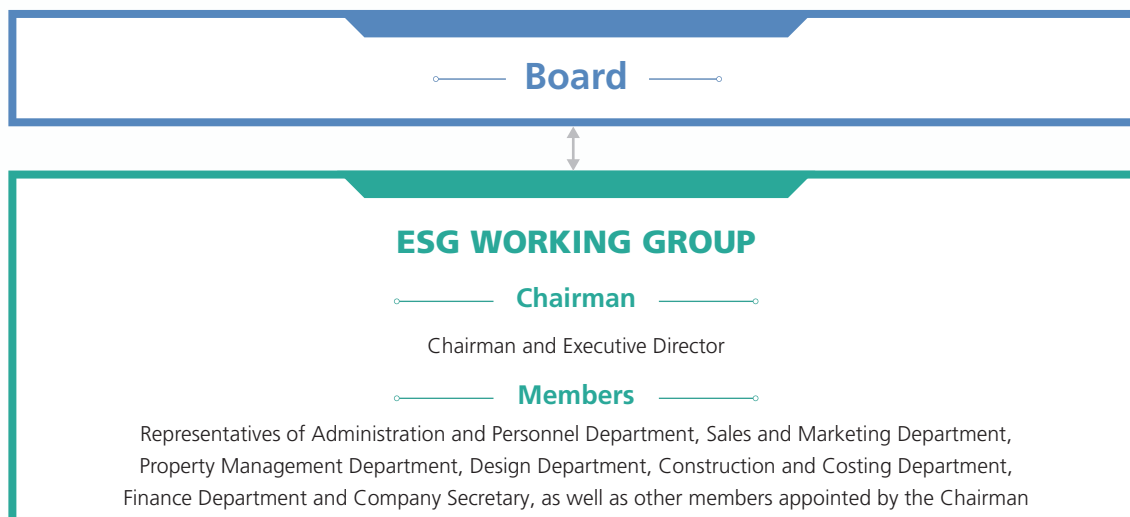 Board
ESG WORKING GROUP
Chairman
Chairman and Executive Director
Members
Representatives of Administration and Personnel Department, Sales and Marketing Department,
Property Management Department, Design Department, Construction and Costing Department,
Finance Department and Company Secretary, as well as other members appointed by the Chairman